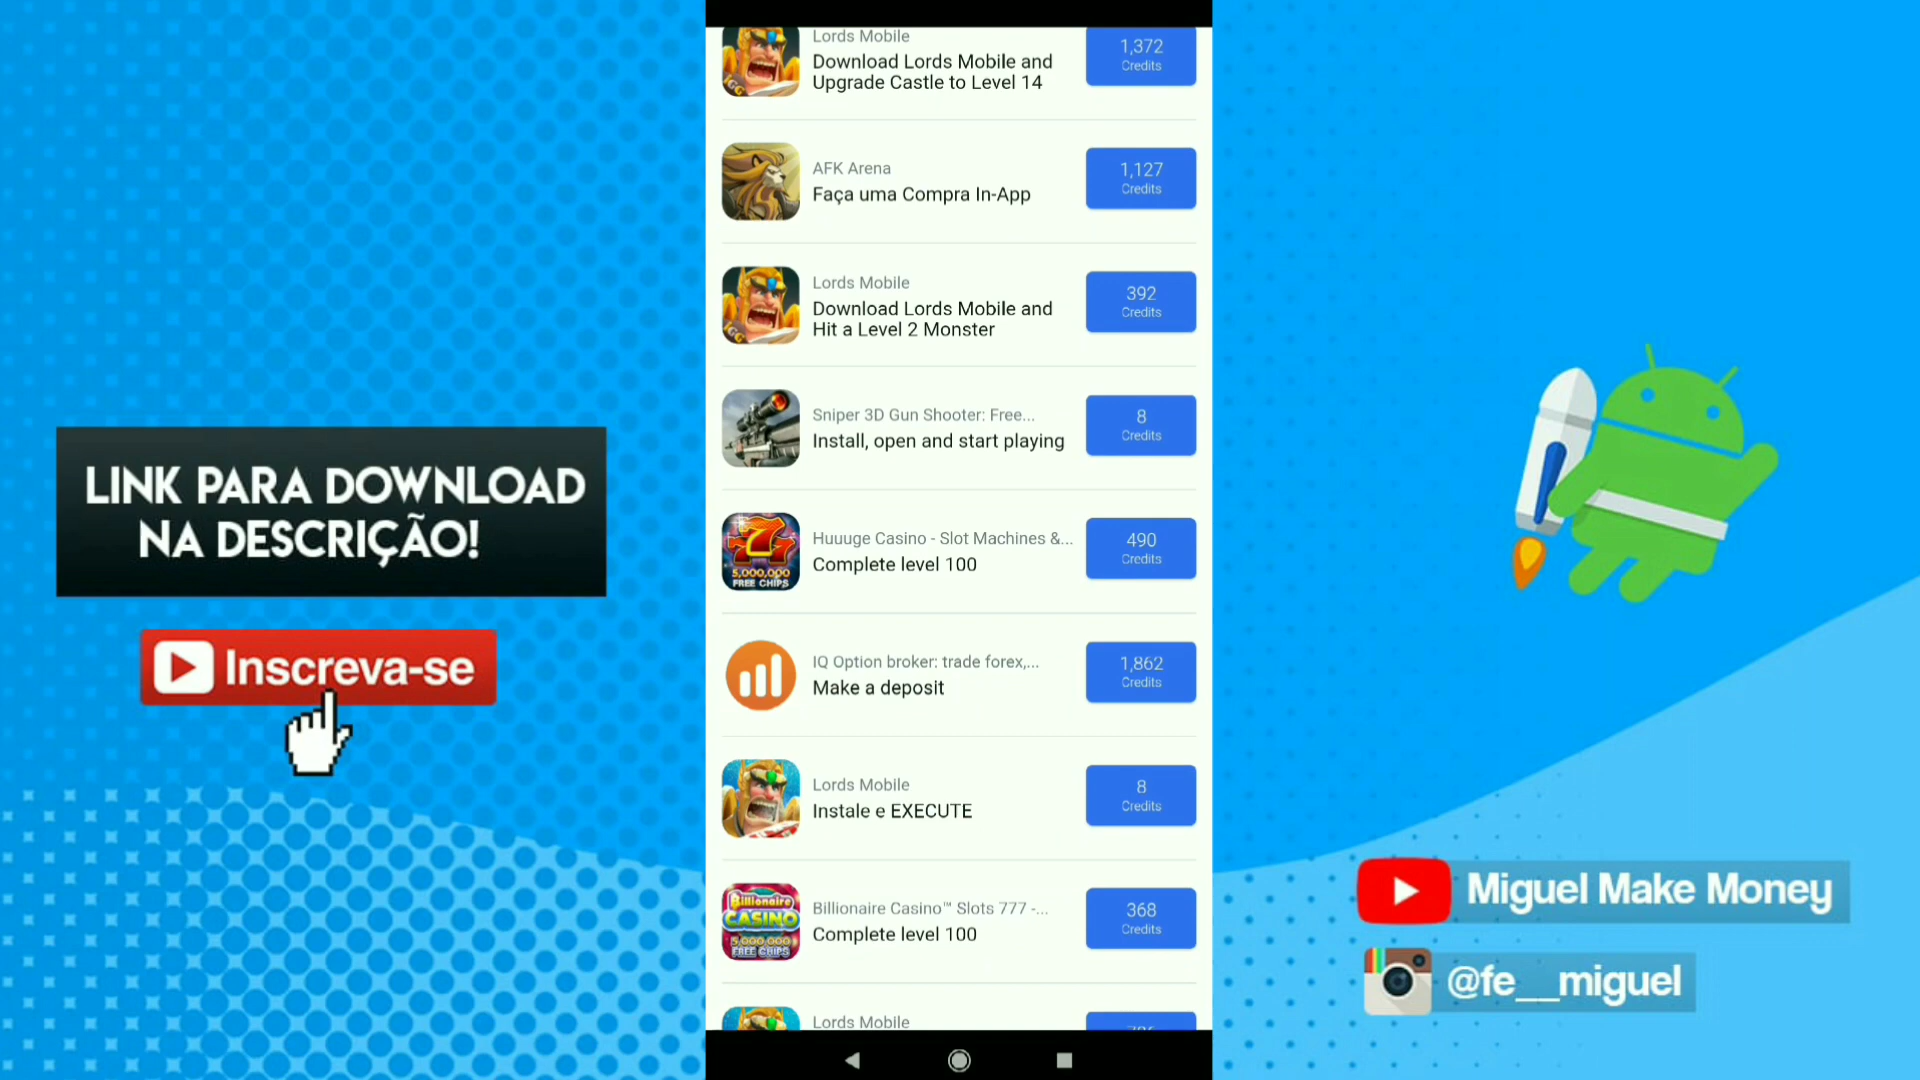 Lords Mobile
Download Lords Mobile and
Upgrade Castle to Level 14
1,372
Credits
AFK Arena
Faça uma Compra In-App
1,127
Credits
Lords Mobile
Download Lords Mobile and
Hit a Level 2 Monster
392
Credits
IGG
Sniper 3D Gun Shooter: Free...
Install, open and start playing
8
Credits
Huuuge Casino - Slot Machines &...
Complete level 100
490
Credits
5,000,000
FREE CHIPS
IQ Option broker: trade forex,...
Make a deposit
1,862
Credits
Lords Mobile
Instale e EXECUTE
8
Credits
Billionaire Casino™ Slots 777 -...
Complete level 100
368
Credits
Billionaire
CASINO
5,000,000
FREE CHIPS
Lords Mobile
LINK PARA DOWNLOAD
NA DESCRIÇÃO!
Inscreva-se
Miguel Make Money
@fe__miguel